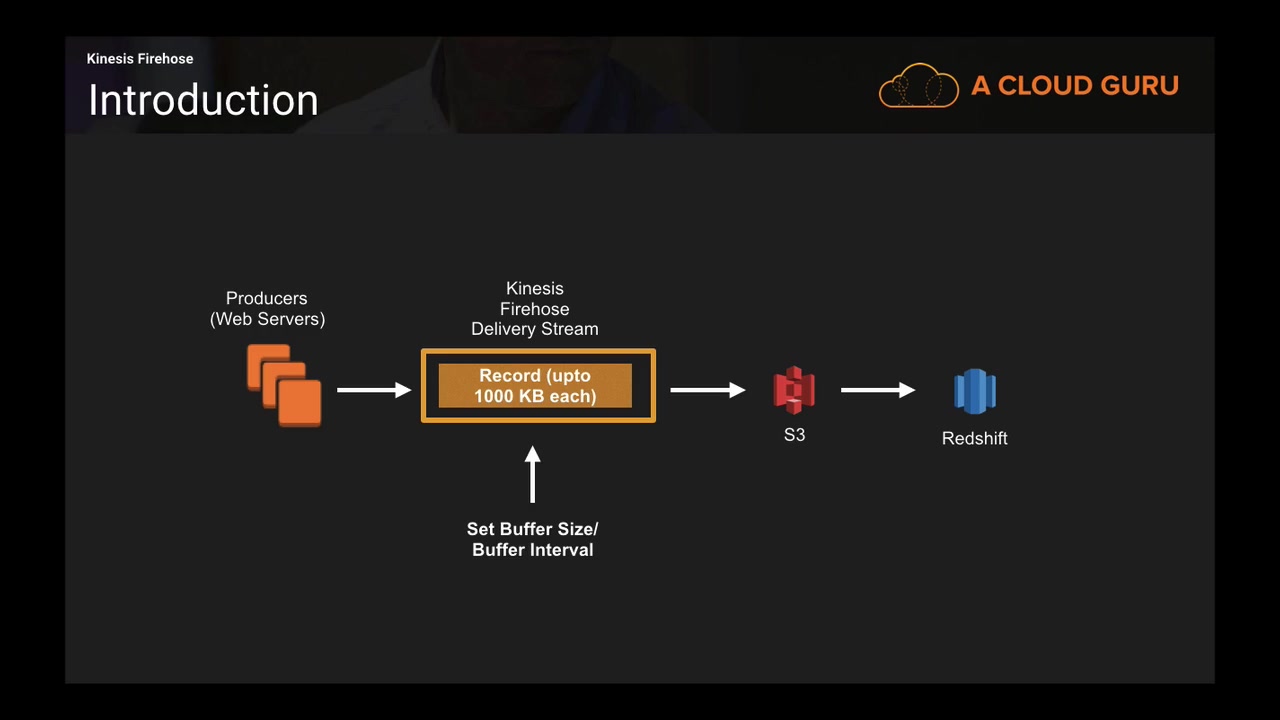 Kinesis Firehose
Introduction
A CLOUD GURU
Producers
(Web Servers)
Kinesis
Firehose
Delivery Stream
Record (upto
1000 KB each)
S3
Redshift
Set Buffer Size/
Buffer Interval